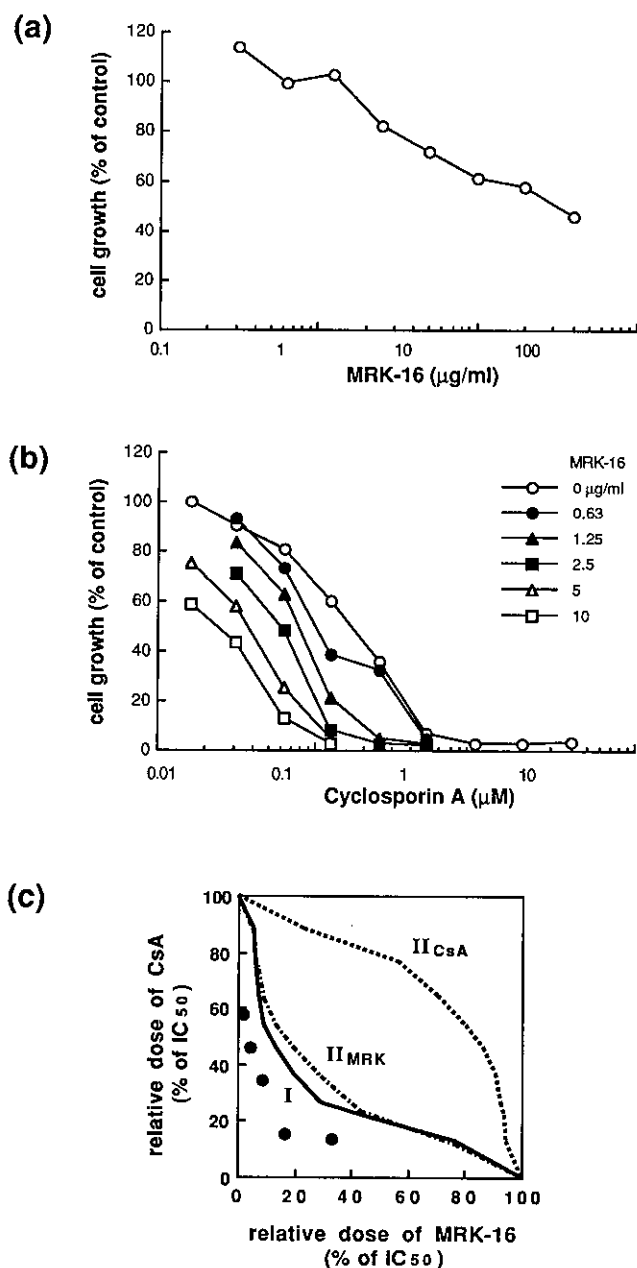 (a)
cell growth (% of control)
120
100
80
60
40
20
0
0.1 1 10 100
MRK-16 (μg/ml)
(b)
cell growth (% of control)
120
100
80
60
40
20
0
0.01 0.1 1 10
Cyclosporin A (μM)
MRK-16
0 μg/ml
0.63
1.25
2.5
5
10
(c)
relative dose of CsA
(% of IC50)
100
80
60
40
20
0
II CsA
II MRK
I
0 20 40 60 80 100
relative dose of MRK-16
(% of IC50)